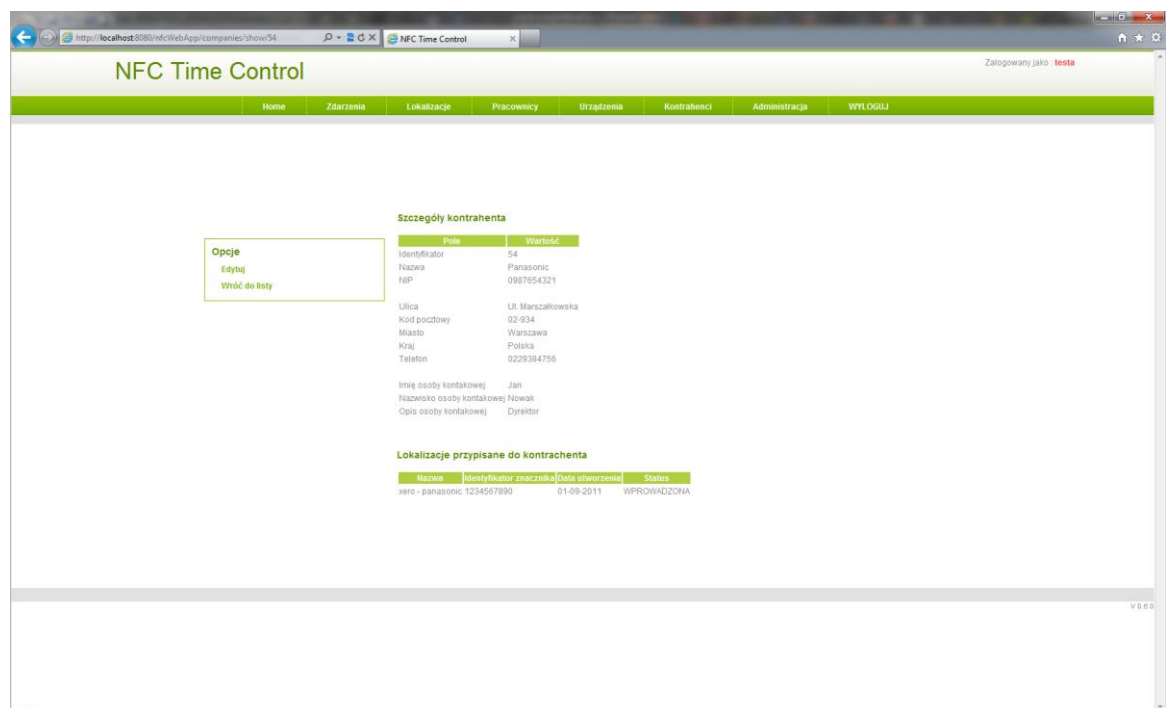 http://localhost:8080/nfcWebApp/companies/show/54
NFC Time Control
NFC Time Control
Zalogowany jako : testa
Home Zdarzenia Lokalizacje Pracownicy Urządzenia Kontrahenci Administracja WYLOGUJ
Szczegóły kontrahenta
Opcje
Edytuj
Wróć do listy
Pole Wartość
Identyfikator 54
Nazwa Panasonic
NIP 0987654321
Ulica Ul. Marszałkowska
Kod pocztowy 02-934
Miasto Warszawa
Kraj Polska
Telefon 0229384756
Imię osoby kontakowej Jan
Nazwisko osoby kontakowej Nowak
Opis osoby kontakowej Dyrektor
Lokalizacje przypisane do kontrachenta
Nazwa Identyfikator znacznika Data utworzenia Status
xero - panasonic 1234567890 01-09-2011 WPROWADZONA
V 0.6.0